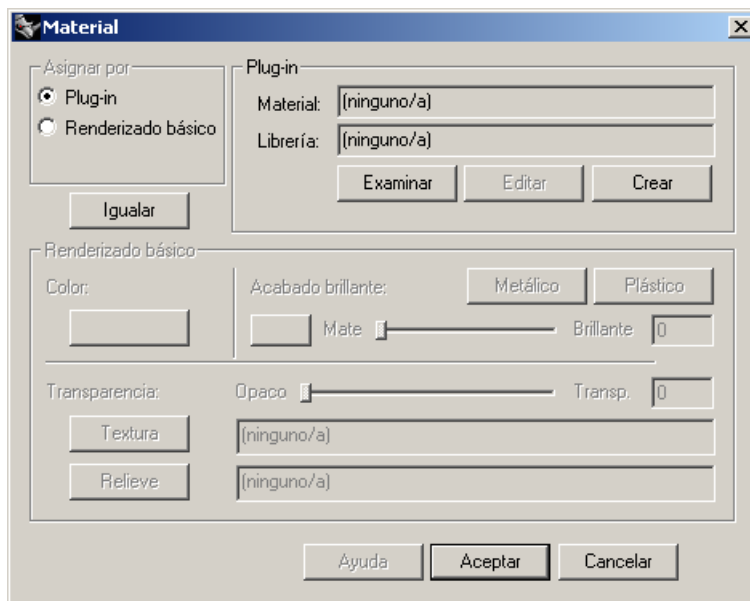 Material
Asignar por
Plug-in
Renderizado básico
Igualar
Plug-in
Material: (ninguno/a)
Librería: (ninguno/a)
Examinar Editar Crear
Renderizado básico
Color:
Acabado brillante: Metálico Plástico
Mate Brillante 0
Transparencia: Opaco Transp. 0
Textura (ninguno/a)
Relieve (ninguno/a)
Ayuda Aceptar Cancelar